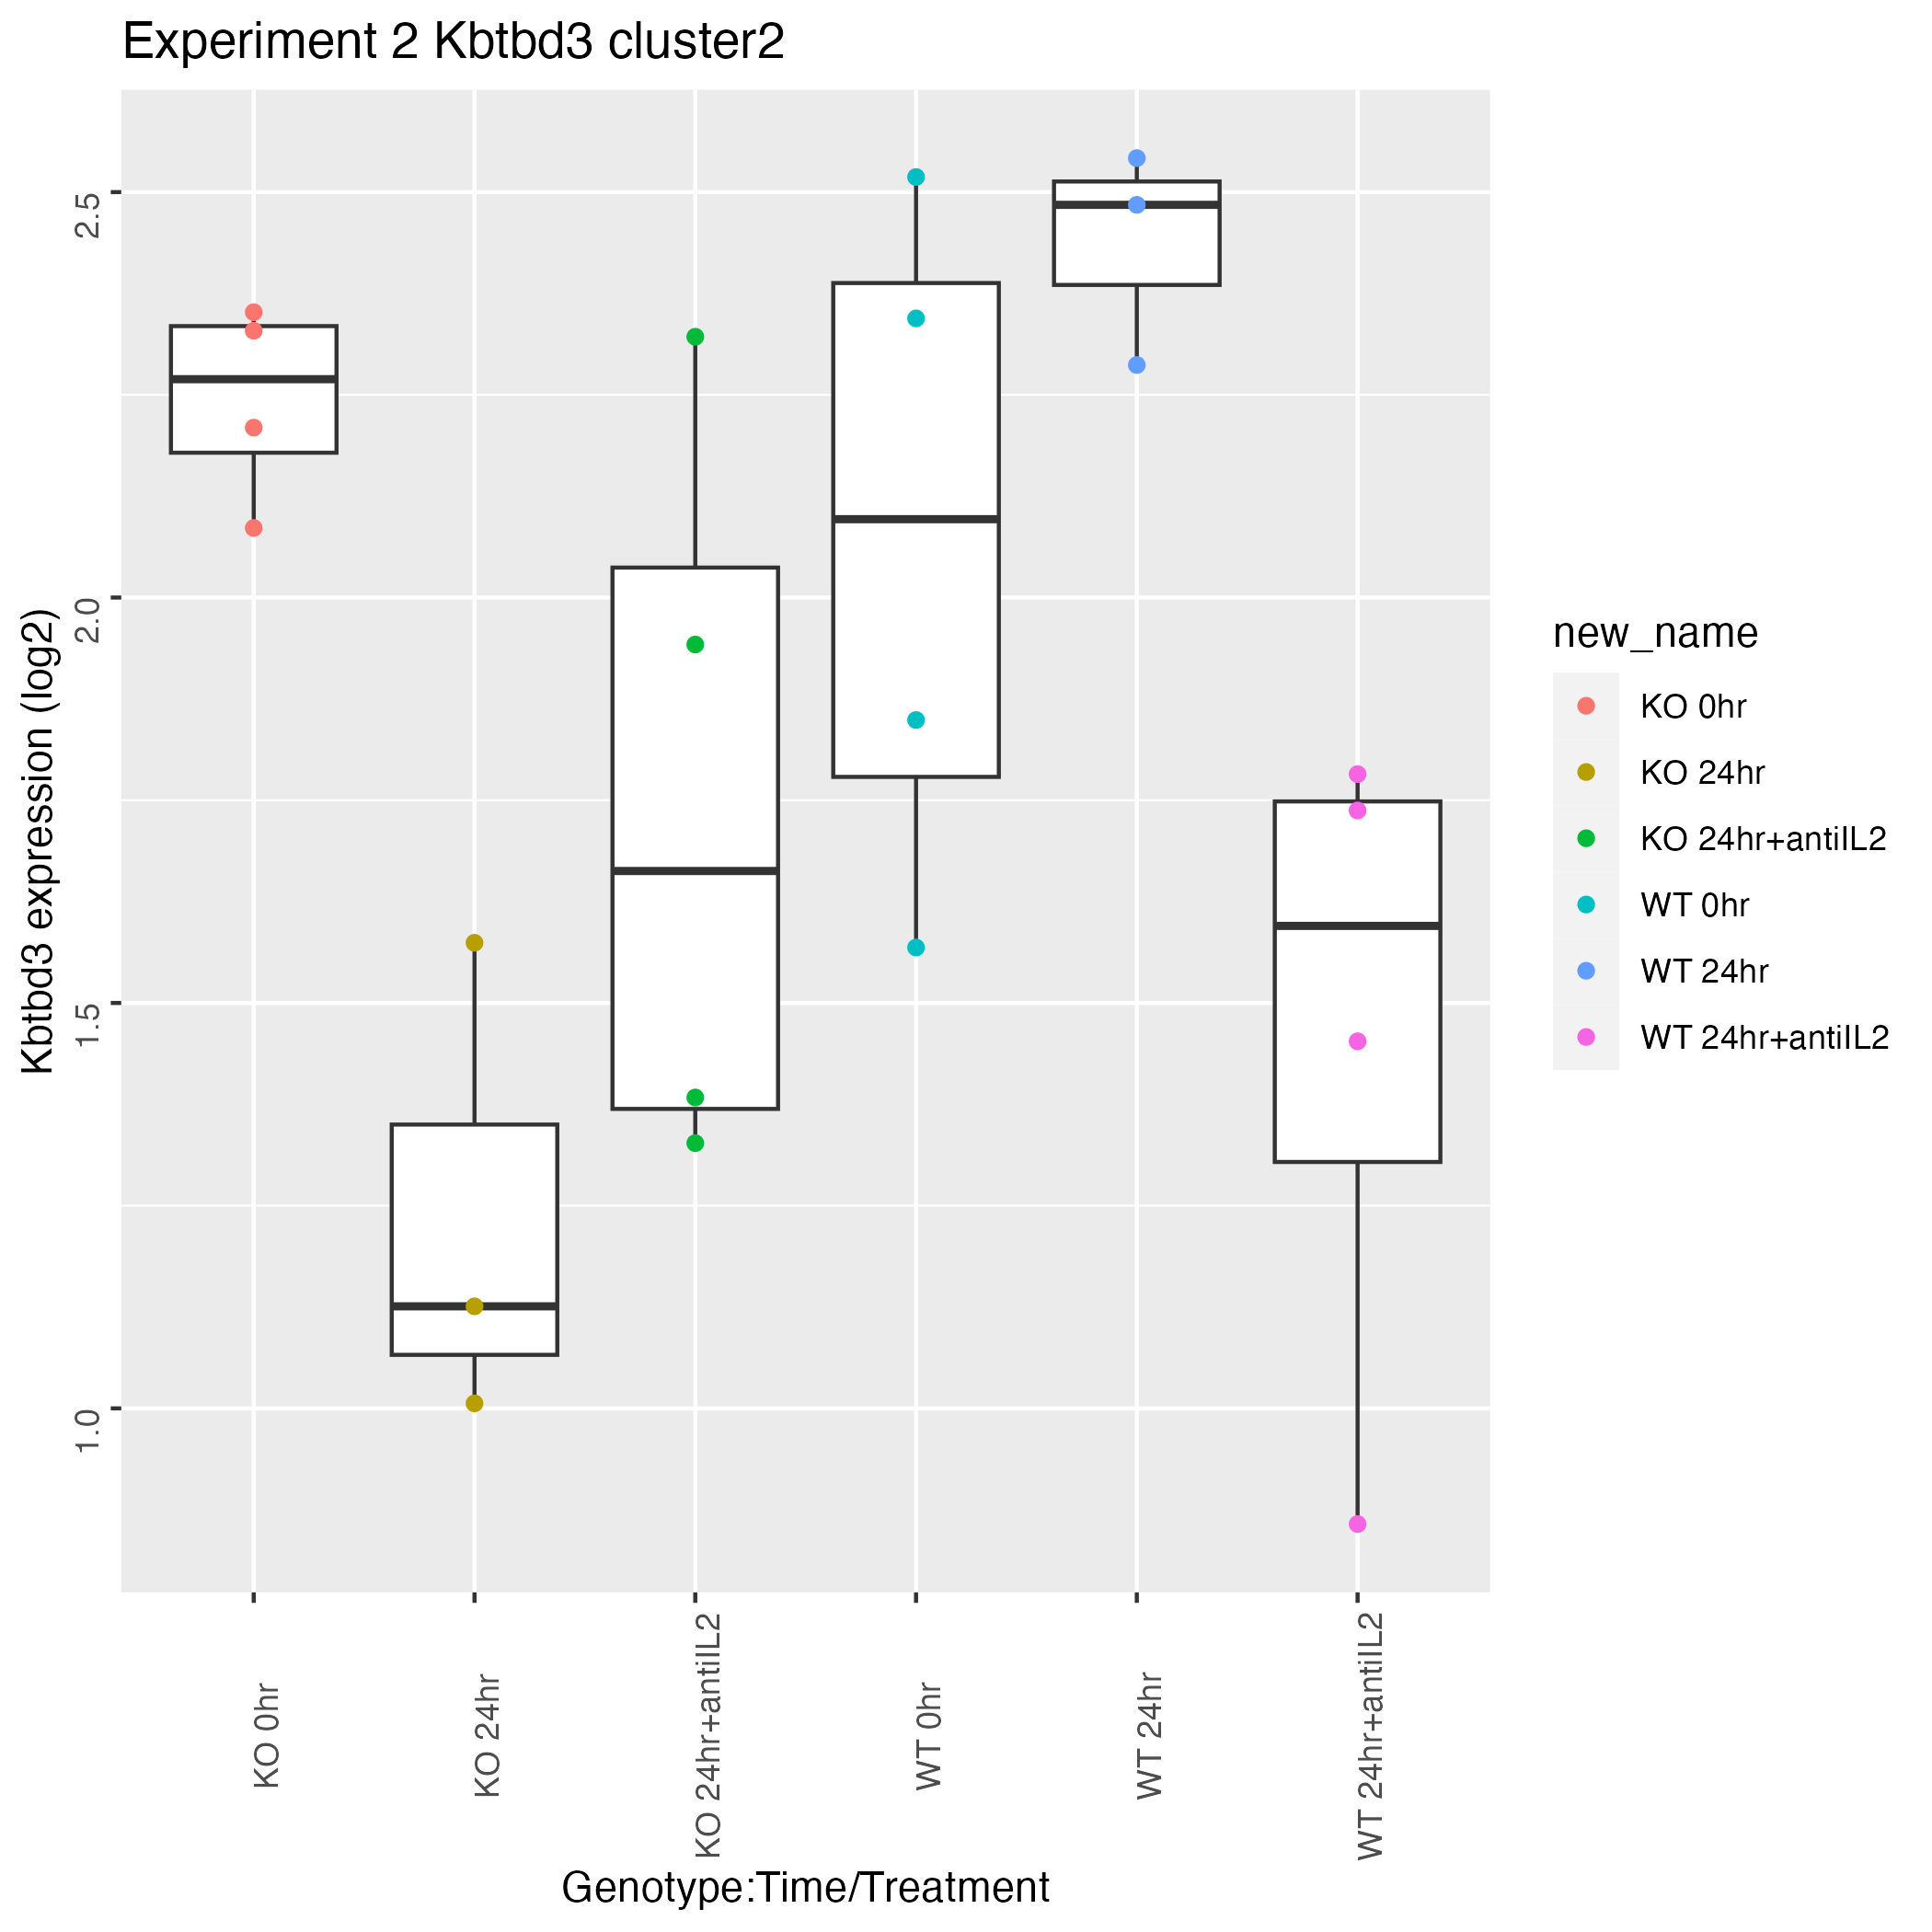 Experiment 2 Kbtbd3 cluster2
Kbtbd3 expression (log2)
2.5
2.0
1.5
1.0
KO 0hr
KO 24hr
KO 24hr+antiIL2
WT 0hr
WT 24hr
WT 24hr+antiIL2
Genotype:Time/Treatment
new_name
KO 0hr
KO 24hr
KO 24hr+antiIL2
WT 0hr
WT 24hr
WT 24hr+antiIL2